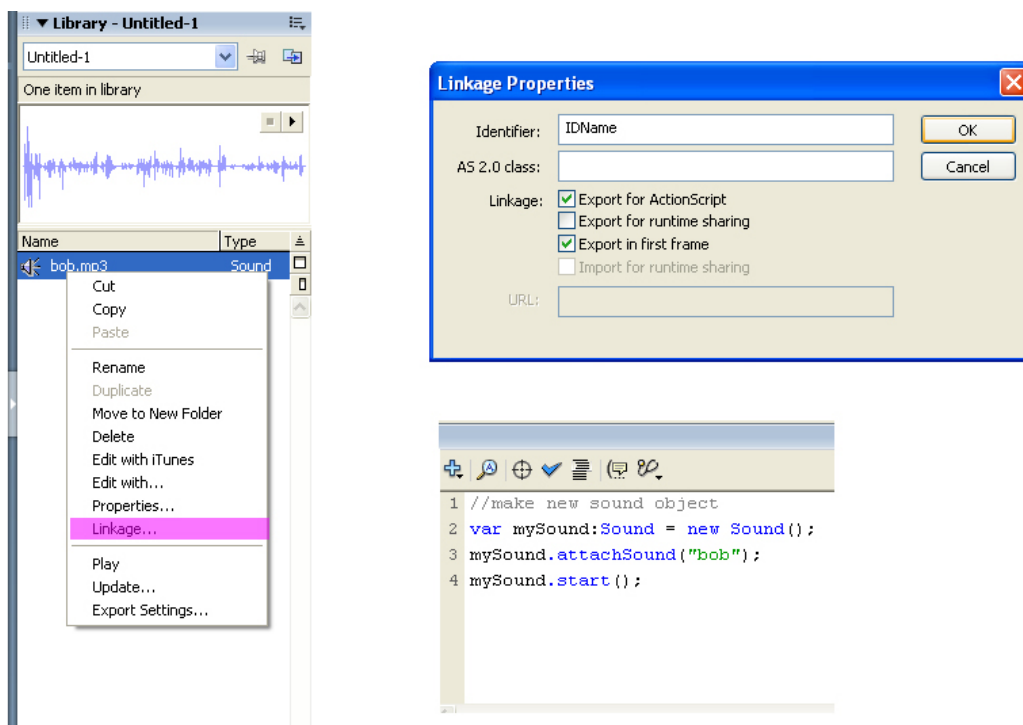 Library - Untitled-1
Untitled-1
One item in library
Name Type
bob.mp3 Sound
Cut
Copy
Paste
Rename
Duplicate
Move to New Folder
Delete
Edit with iTunes
Edit with...
Properties...
Linkage...
Play
Update...
Export Settings...
Linkage Properties
Identifier: IDName OK
AS 2.0 class: Cancel
Linkage: Export for ActionScript
Export for runtime sharing
Export in first frame
Import for runtime sharing
URL:
1 //make new sound object
2 var mySound:Sound = new Sound();
3 mySound.attachSound("bob");
4 mySound.start();